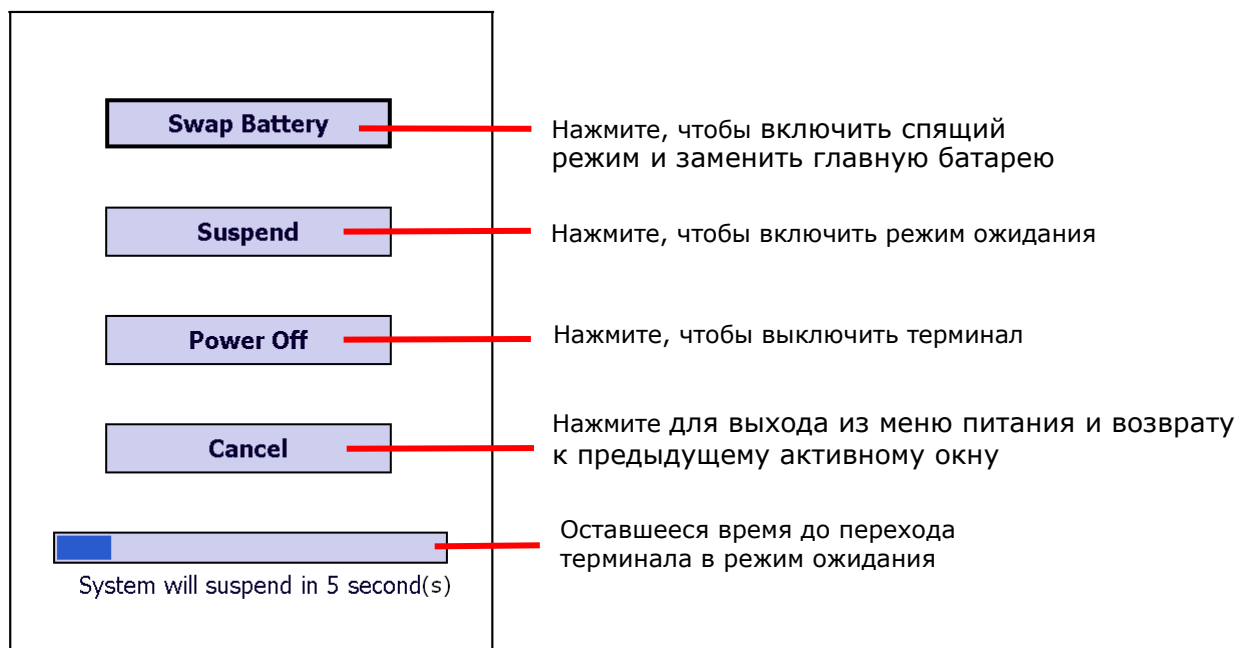 Swap Battery
Нажмите, чтобы включить спящий
режим и заменить главную батарею
Suspend
Нажмите, чтобы включить режим ожидания
Power Off
Нажмите, чтобы выключить терминал
Cancel
Нажмите для выхода из меню питания и возврату
к предыдущему активному окну
Оставшееся время до перехода
терминала в режим ожидания
System will suspend in 5 second(s)